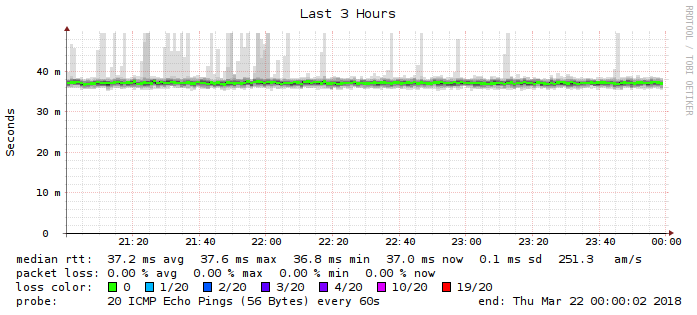 Last 3 Hours
RRDTOOL / TOBI OETIKER
Seconds
40 m
30 m
20 m
10 m
0
21:20 21:40 22:00 22:20 22:40 23:00 23:20 23:40 00:00
median rtt: 37.2 ms avg 37.6 ms max 36.8 ms min 37.0 ms now 0.1 ms sd 251.3 am/s
packet loss: 0.00 % avg 0.00 % max 0.00 % min 0.00 % now
loss color: 0 1/20 2/20 3/20 4/20 10/20 19/20
probe: 20 ICMP Echo Pings (56 Bytes) every 60s end: Thu Mar 22 00:00:02 2018